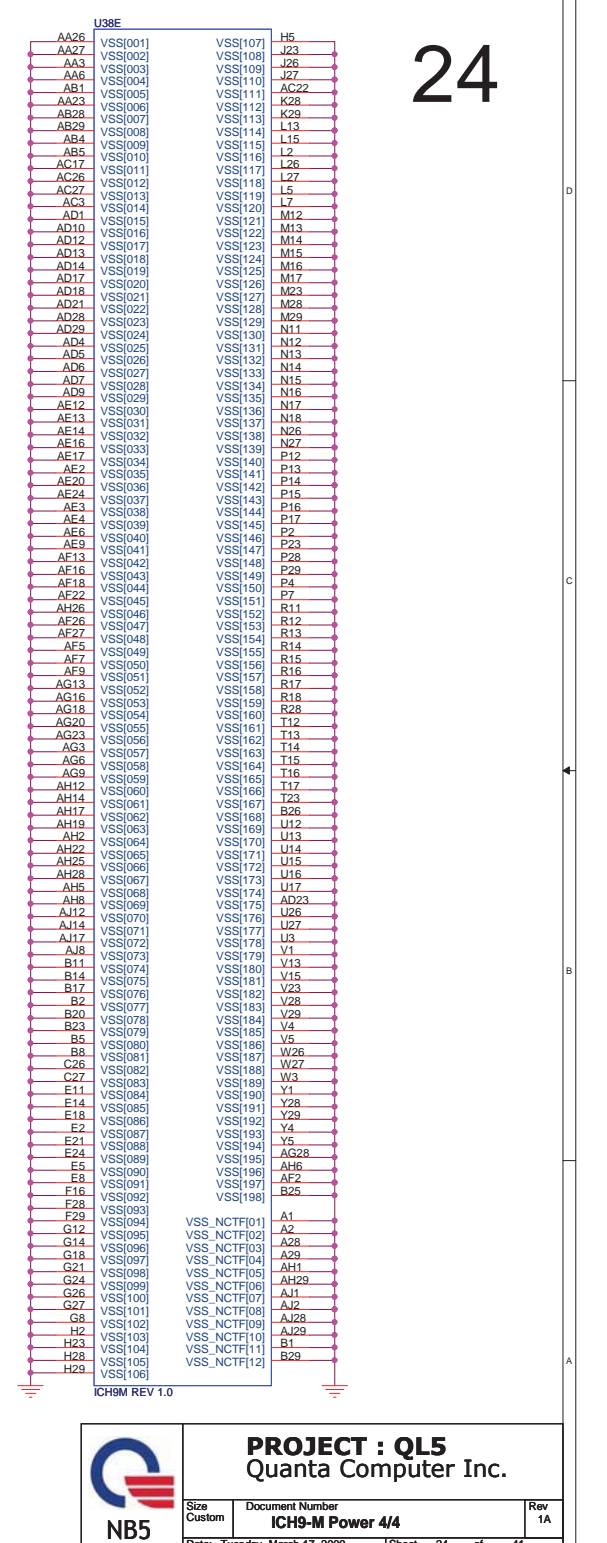 U38E
AA26 VSS[001] VSS[107] H5
AA27 VSS[002] VSS[108] J23
AA3 VSS[003] VSS[109] J26
AA6 VSS[004] VSS[110] J27
AB1 VSS[005] VSS[111] AC22
AA23 VSS[006] VSS[112] K28
AB28 VSS[007] VSS[113] K29
AB29 VSS[008] VSS[114] L13
AB4 VSS[009] VSS[115] L15
AB5 VSS[010] VSS[116] L2
AC17 VSS[011] VSS[117] L26
AC26 VSS[012] VSS[118] L27
AC27 VSS[013] VSS[119] L5
AC3 VSS[014] VSS[120] L7
AD1 VSS[015] VSS[121] M12
AD10 VSS[016] VSS[122] M13
AD12 VSS[017] VSS[123] M14
AD13 VSS[018] VSS[124] M15
AD14 VSS[019] VSS[125] M16
AD17 VSS[020] VSS[126] M17
AD18 VSS[021] VSS[127] M23
AD21 VSS[022] VSS[128] M28
AD28 VSS[023] VSS[129] M29
AD29 VSS[024] VSS[130] N11
AD4 VSS[025] VSS[131] N12
AD5 VSS[026] VSS[132] N13
AD6 VSS[027] VSS[133] N14
AD7 VSS[028] VSS[134] N15
AD9 VSS[029] VSS[135] N16
AE12 VSS[030] VSS[136] N17
AE13 VSS[031] VSS[137] N18
AE14 VSS[032] VSS[138] N26
AE16 VSS[033] VSS[139] N27
AE17 VSS[034] VSS[140] P12
AE2 VSS[035] VSS[141] P13
AE20 VSS[036] VSS[142] P14
AE24 VSS[037] VSS[143] P15
AE3 VSS[038] VSS[144] P16
AE4 VSS[039] VSS[145] P17
AE6 VSS[040] VSS[146] P2
AE9 VSS[041] VSS[147] P23
AF13 VSS[042] VSS[148] P28
AF16 VSS[043] VSS[149] P29
AF18 VSS[044] VSS[150] P4
AF22 VSS[045] VSS[151] P7
AH26 VSS[046] VSS[152] R11
AF26 VSS[047] VSS[153] R12
AF27 VSS[048] VSS[154] R13
AF5 VSS[049] VSS[155] R14
AF7 VSS[050] VSS[156] R15
AF9 VSS[051] VSS[157] R16
AG13 VSS[052] VSS[158] R17
AG16 VSS[053] VSS[159] R18
AG18 VSS[054] VSS[160] R28
AG20 VSS[055] VSS[161] T12
AG23 VSS[056] VSS[162] T13
AG3 VSS[057] VSS[163] T14
AG6 VSS[058] VSS[164] T15
AG9 VSS[059] VSS[165] T16
AH12 VSS[060] VSS[166] T17
AH14 VSS[061] VSS[167] T23
AH17 VSS[062] VSS[168] B26
AH19 VSS[063] VSS[169] U12
AH2 VSS[064] VSS[170] U13
AH22 VSS[065] VSS[171] U14
AH25 VSS[066] VSS[172] U15
AH28 VSS[067] VSS[173] U16
AH5 VSS[068] VSS[174] U17
AH8 VSS[069] VSS[175] AD23
AJ12 VSS[070] VSS[176] U26
AJ14 VSS[071] VSS[177] U27
AJ17 VSS[072] VSS[178] U3
AJ8 VSS[073] VSS[179] V1
B11 VSS[074] VSS[180] V13
B14 VSS[075] VSS[181] V15
B17 VSS[076] VSS[182] V23
B2 VSS[077] VSS[183] V28
B20 VSS[078] VSS[184] V29
B23 VSS[079] VSS[185] V4
B5 VSS[080] VSS[186] V5
B8 VSS[081] VSS[187] W26
C26 VSS[082] VSS[188] W27
C27 VSS[083] VSS[189] W3
E11 VSS[084] VSS[190] Y1
E14 VSS[085] VSS[191] Y28
E18 VSS[086] VSS[192] Y29
E2 VSS[087] VSS[193] Y4
E21 VSS[088] VSS[194] Y5
E24 VSS[089] VSS[195] AG28
E5 VSS[090] VSS[196] AH6
E8 VSS[091] VSS[197] AF2
F16 VSS[092] VSS[198] B25
F28 VSS[093]
F29 VSS[094] VSS_NCTF[01] A1
G12 VSS[095] VSS_NCTF[02] A2
G14 VSS[096] VSS_NCTF[03] A28
G18 VSS[097] VSS_NCTF[04] A29
G21 VSS[098] VSS_NCTF[05] AH1
G24 VSS[099] VSS_NCTF[06] AH29
G26 VSS[100] VSS_NCTF[07] AJ1
G27 VSS[101] VSS_NCTF[08] AJ2
G8 VSS[102] VSS_NCTF[09] AJ28
H2 VSS[103] VSS_NCTF[10] AJ29
H23 VSS[104] VSS_NCTF[11] B1
H28 VSS[105] VSS_NCTF[12] B29
H29 VSS[106]
ICH9M REV 1.0
24
D
C
B
A
NB5
PROJECT : QL5
Quanta Computer Inc.
Size
Custom
Document Number
ICH9-M Power 4/4
Rev
1A
Date: Tuesday, March 17, 2009 Sheet 24 of 41